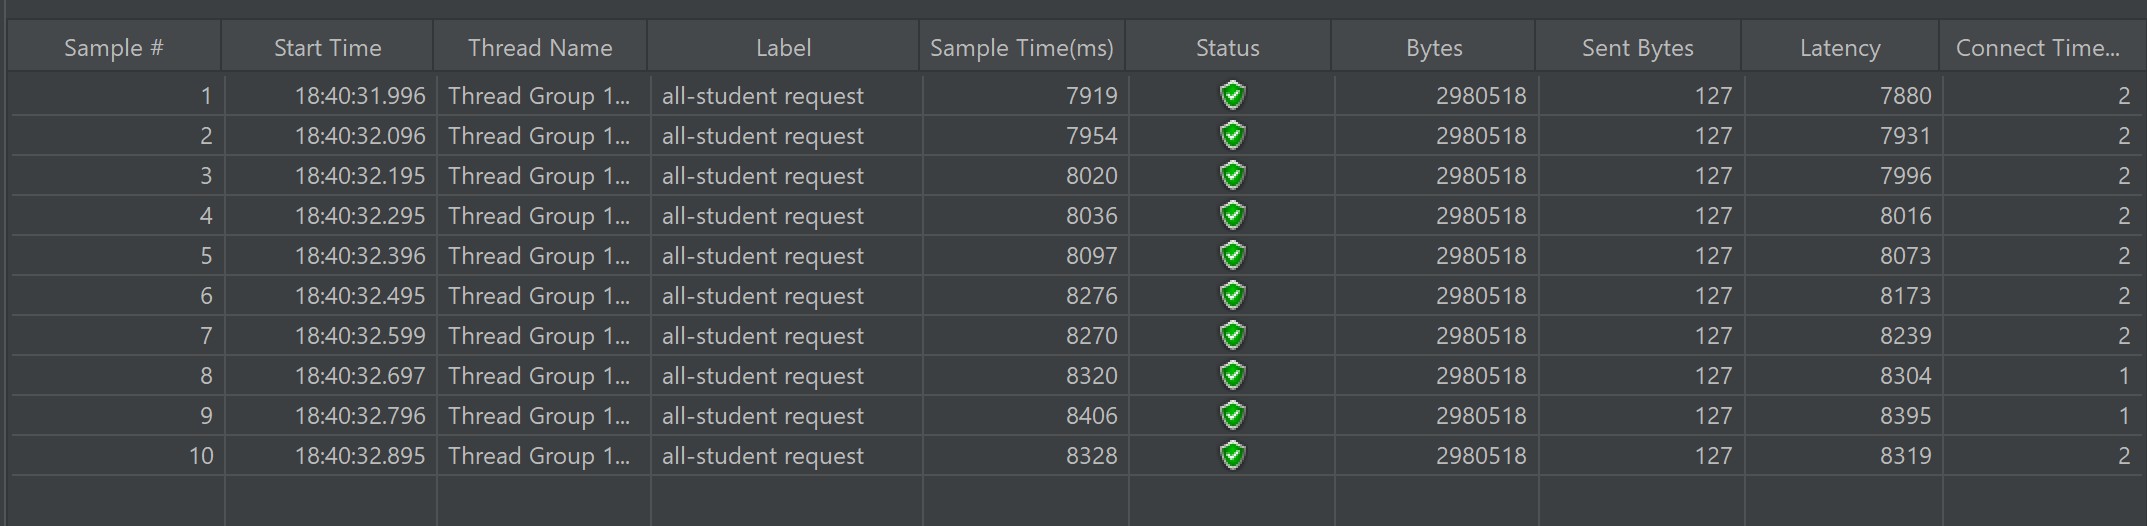 Sample # Start Time Thread Name Label Sample Time(ms) Status Bytes Sent Bytes Latency Connect Time...
1 18:40:31.996 Thread Group 1... all-student request 7919 2980518 127 7880 2
2 18:40:32.096 Thread Group 1... all-student request 7954 2980518 127 7931 2
3 18:40:32.195 Thread Group 1... all-student request 8020 2980518 127 7996 2
4 18:40:32.295 Thread Group 1... all-student request 8036 2980518 127 8016 2
5 18:40:32.396 Thread Group 1... all-student request 8097 2980518 127 8073 2
6 18:40:32.495 Thread Group 1... all-student request 8276 2980518 127 8173 2
7 18:40:32.599 Thread Group 1... all-student request 8270 2980518 127 8239 2
8 18:40:32.697 Thread Group 1... all-student request 8320 2980518 127 8304 1
9 18:40:32.796 Thread Group 1... all-student request 8406 2980518 127 8395 1
10 18:40:32.895 Thread Group 1... all-student request 8328 2980518 127 8319 2